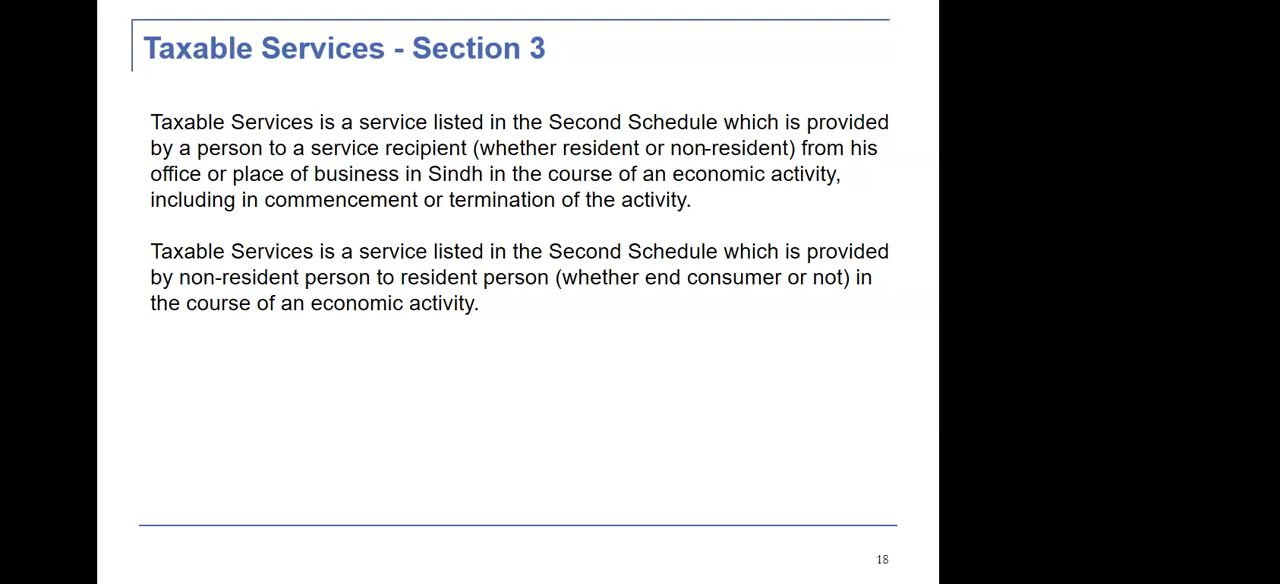 Taxable Services - Section 3
Taxable Services is a service listed in the Second Schedule which is provided
by a person to a service recipient (whether resident or non-resident) from his
office or place of business in Sindh in the course of an economic activity,
including in commencement or termination of the activity.
Taxable Services is a service listed in the Second Schedule which is provided
by non-resident person to resident person (whether end consumer or not) in
the course of an economic activity.
18